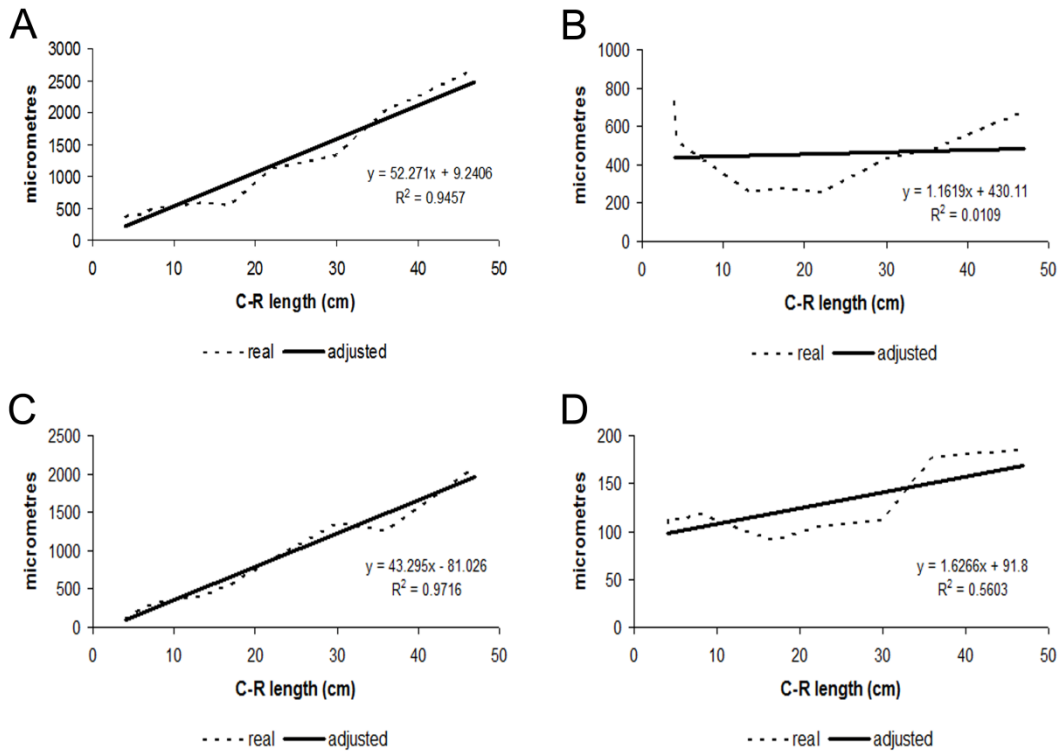 A
micrometres
3000
2500
2000
1500
1000
500
0
y = 52.271x + 9.2406
R² = 0.9457
0 10 20 30 40 50
C-R length (cm)
real adjusted
B
micrometres
1000
800
600
400
200
0
y = 1.1619x + 430.11
R² = 0.0109
0 10 20 30 40 50
C-R length (cm)
real adjusted
C
micrometres
2500
2000
1500
1000
500
0
y = 43.295x - 81.026
R² = 0.9716
0 10 20 30 40 50
C-R length (cm)
real adjusted
D
micrometres
200
150
100
50
0
y = 1.6266x + 91.8
R² = 0.5603
0 10 20 30 40 50
C-R length (cm)
real adjusted